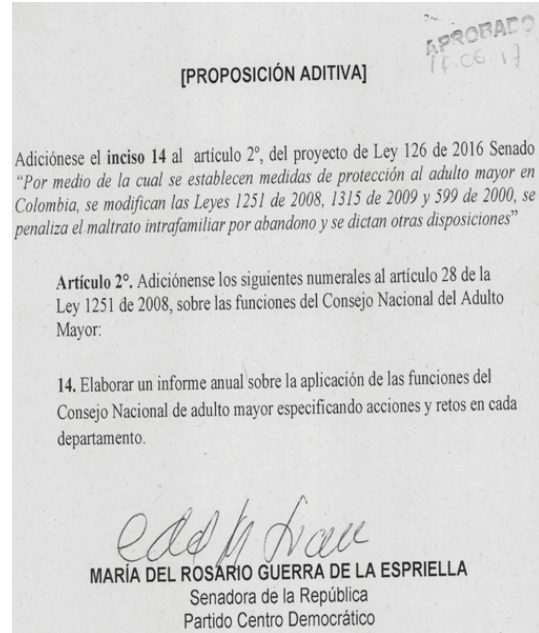 APROBADO
[PROPOSICIÓN ADITIVA]
Adiciónese el inciso 14 al artículo 2º, del proyecto de Ley 126 de 2016 Senado
“Por medio de la cual se establecen medidas de protección al adulto mayor en
Colombia, se modifican las Leyes 1251 de 2008, 1315 de 2009 y 599 de 2000, se
penaliza el maltrato intrafamiliar por abandono y se dictan otras disposiciones”
Artículo 2°. Adiciónense los siguientes numerales al artículo 28 de la
Ley 1251 de 2008, sobre las funciones del Consejo Nacional del Adulto
Mayor:
14. Elaborar un informe anual sobre la aplicación de las funciones del
Consejo Nacional de adulto mayor especificando acciones y retos en cada
departamento.
MARÍA DEL ROSARIO GUERRA DE LA ESPRIELLA
Senadora de la República
Partido Centro Democrático